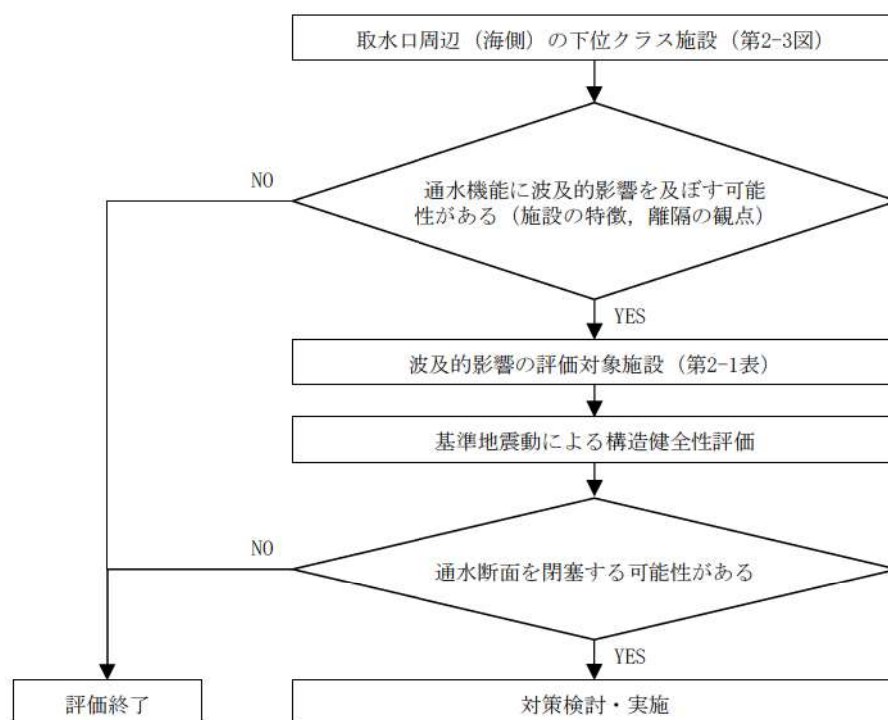 取水口周辺（海側）の下位クラス施設（第2-3図）
NO
通水機能に波及的影響を及ぼす可能
性がある（施設の特徴，離隔の観点）
YES
波及的影響の評価対象施設（第2-1表）
基準地震動による構造健全性評価
NO
通水断面を閉塞する可能性がある
YES
評価終了
対策検討・実施